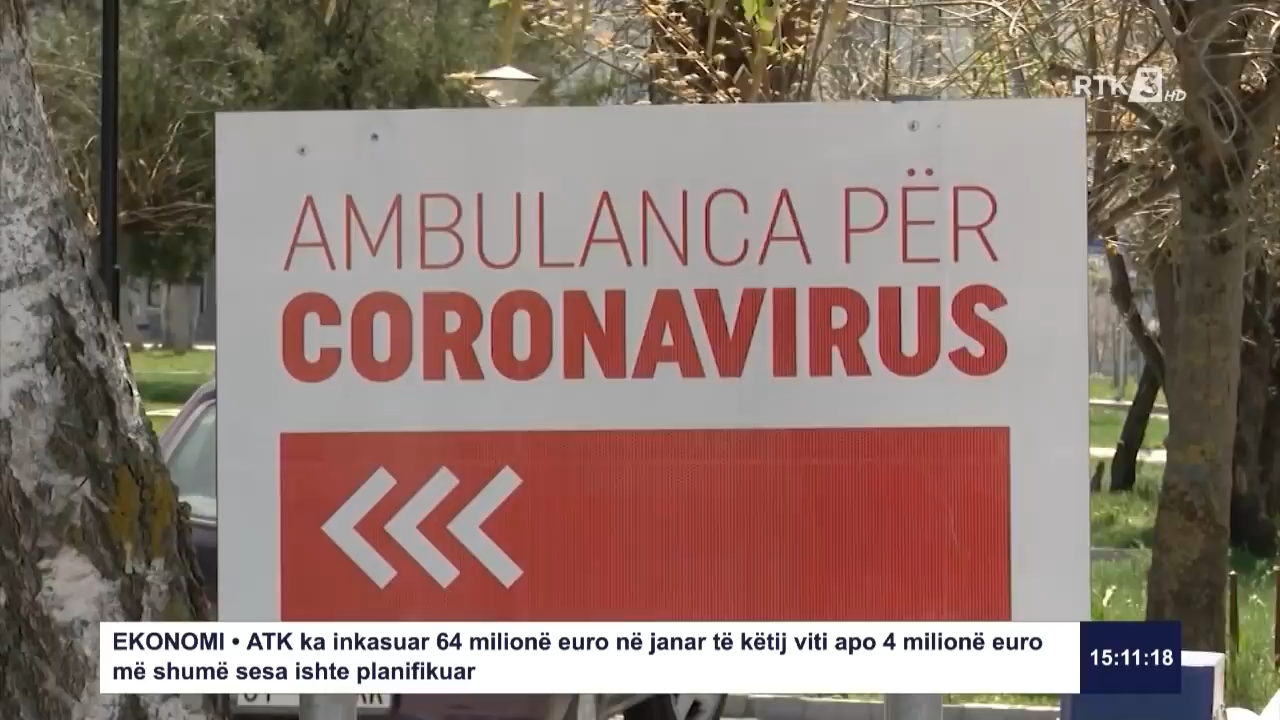 RTK 3 HD
AMBULANCA PËR
CORONAVIRUS
EKONOMI • ATK ka inkasuar 64 milionë euro në janar të këtij viti apo 4 milionë euro
më shumë sesa ishte planifikuar
15:11:18